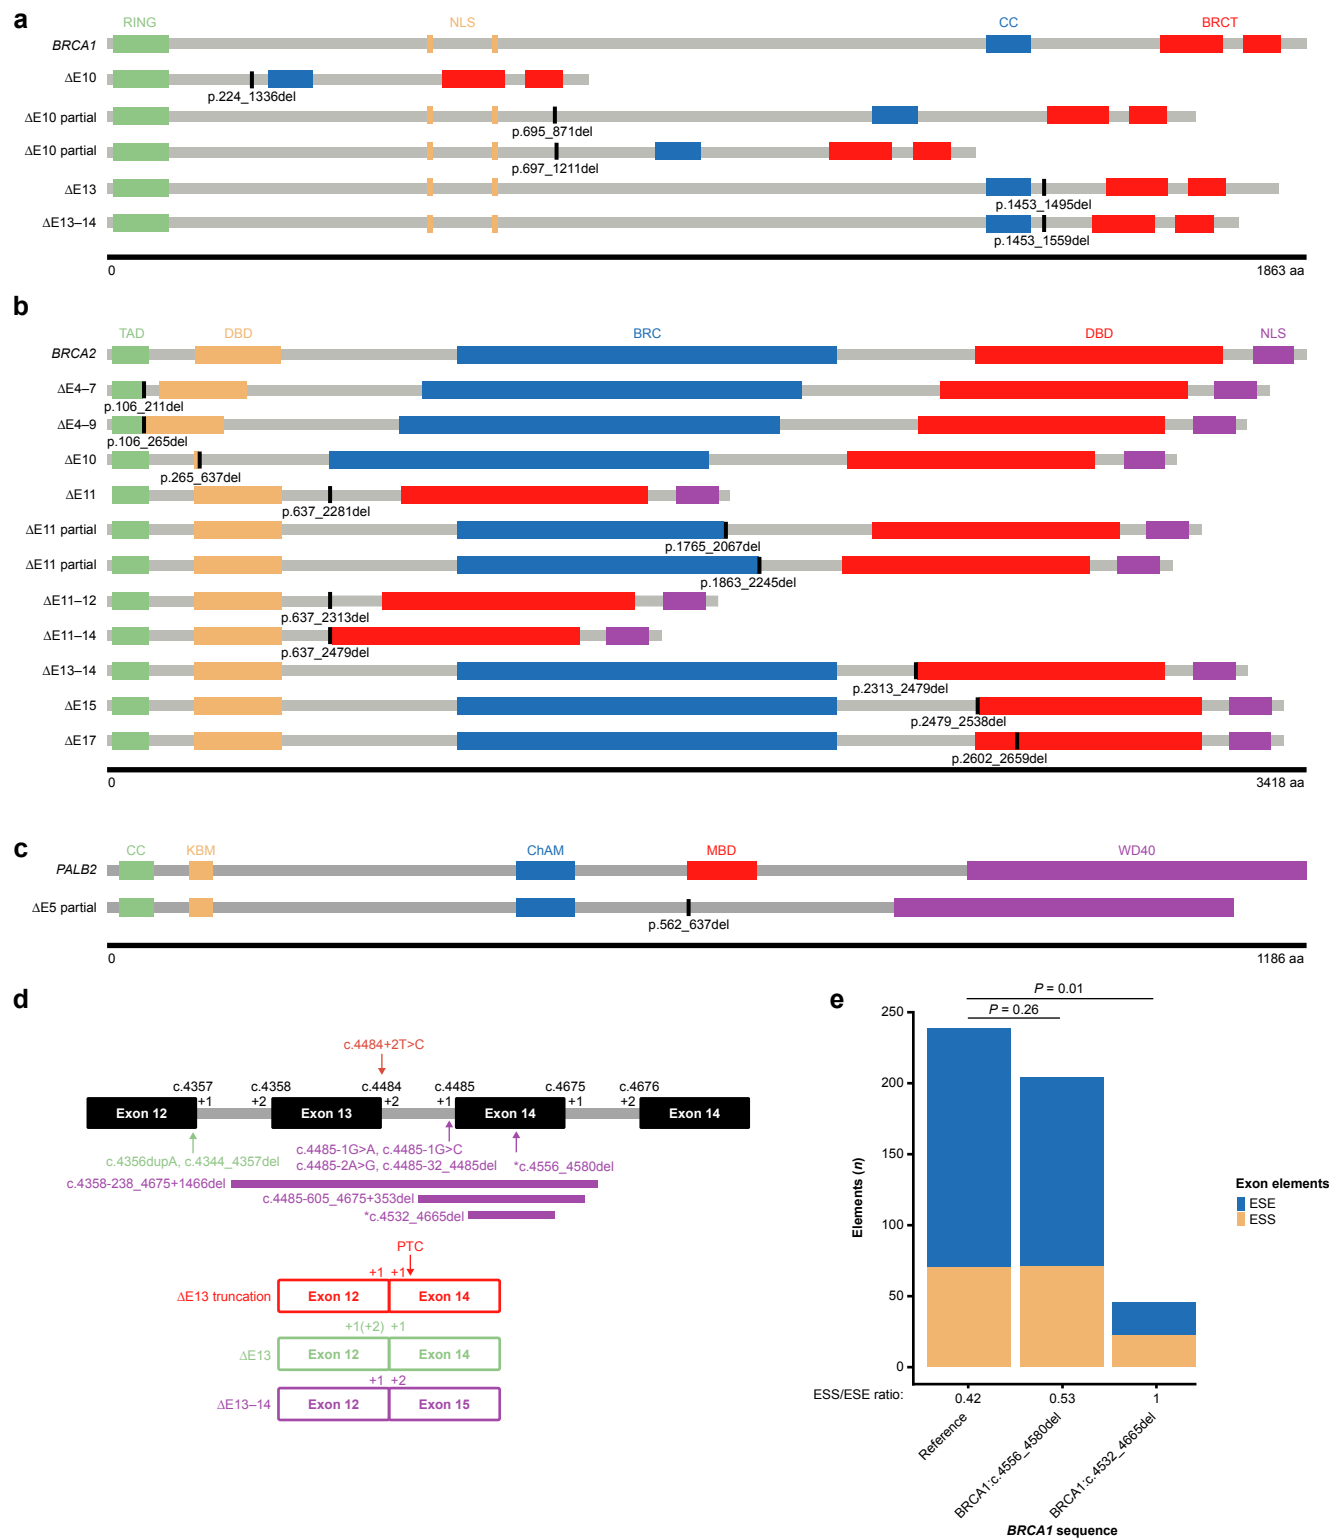 a
RING NLS CC BRCT
BRCA1
ΔE10
p.224_1336del
ΔE10 partial
p.695_871del
ΔE10 partial
p.697_1211del
ΔE13
p.1453_1495del
ΔE13–14
p.1453_1559del
0 1863 aa
b
TAD DBD BRC DBD NLS
BRCA2
ΔE4–7
p.106_211del
ΔE4–9
p.106_265del
ΔE10
p.265_637del
ΔE11
p.637_2281del
ΔE11 partial
p.1765_2067del
ΔE11 partial
p.1863_2245del
ΔE11–12
p.637_2313del
ΔE11–14
p.637_2479del
ΔE13–14
p.2313_2479del
ΔE15
p.2479_2538del
ΔE17
p.2602_2659del
0 3418 aa
c
CC KBM ChAM MBD WD40
PALB2
ΔE5 partial
p.562_637del
0 1186 aa
d
c.4484+2T>C
c.4357 c.4358 c.4484 c.4485 c.4675 c.4676
+1 +2 +2 +1 +1 +2
Exon 12 Exon 13 Exon 14 Exon 14
c.4356dupA, c.4344_4357del
c.4485-1G>A, c.4485-1G>C
c.4485-2A>G, c.4485-32_4485del
*c.4556_4580del
c.4358-238_4675+1466del
c.4485-605_4675+353del
*c.4532_4665del
PTC
+1 +1
ΔE13 truncation Exon 12 Exon 14
+1(+2) +1
ΔE13 Exon 12 Exon 14
+1 +2
ΔE13–14 Exon 12 Exon 15
e
P = 0.01
P = 0.26
250
200
150
100
50
0
Elements (n)
Exon elements
ESE
ESS
ESS/ESE ratio: 0.42 0.53 1
Reference
BRCA1:c.4556_4580del
BRCA1:c.4532_4665del
BRCA1 sequence